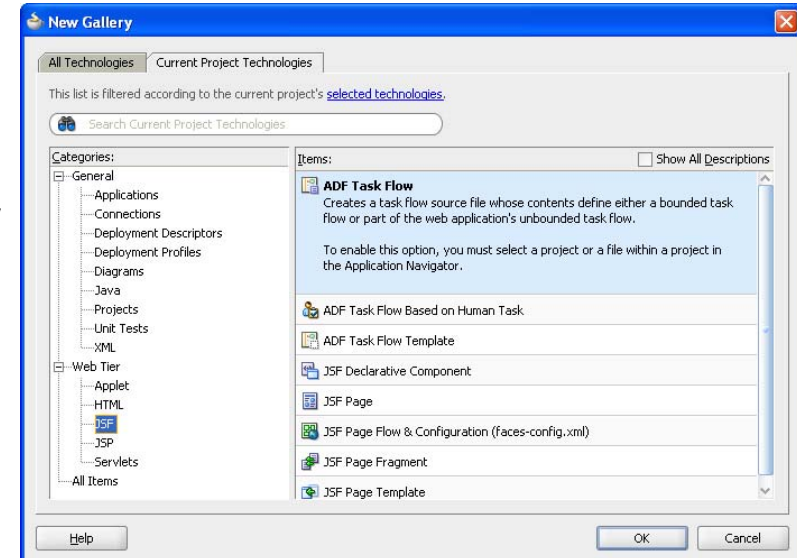 New Gallery
All Technologies
Current Project Technologies
This list is filtered according to the current project's selected technologies.
Search Current Project Technologies
Categories:
General
Applications
Connections
Deployment Descriptors
Deployment Profiles
Diagrams
Java
Projects
Unit Tests
XML
Web Tier
Applet
HTML
JSF
JSP
Servlets
All Items
Items:
Show All Descriptions
ADF Task Flow
Creates a task flow source file whose contents define either a bounded task
flow or part of the web application's unbounded task flow.
To enable this option, you must select a project or a file within a project in
the Application Navigator.
ADF Task Flow Based on Human Task
ADF Task Flow Template
JSF Declarative Component
JSF Page
JSF Page Flow & Configuration (faces-config.xml)
JSF Page Fragment
JSF Page Template
Help
OK
Cancel